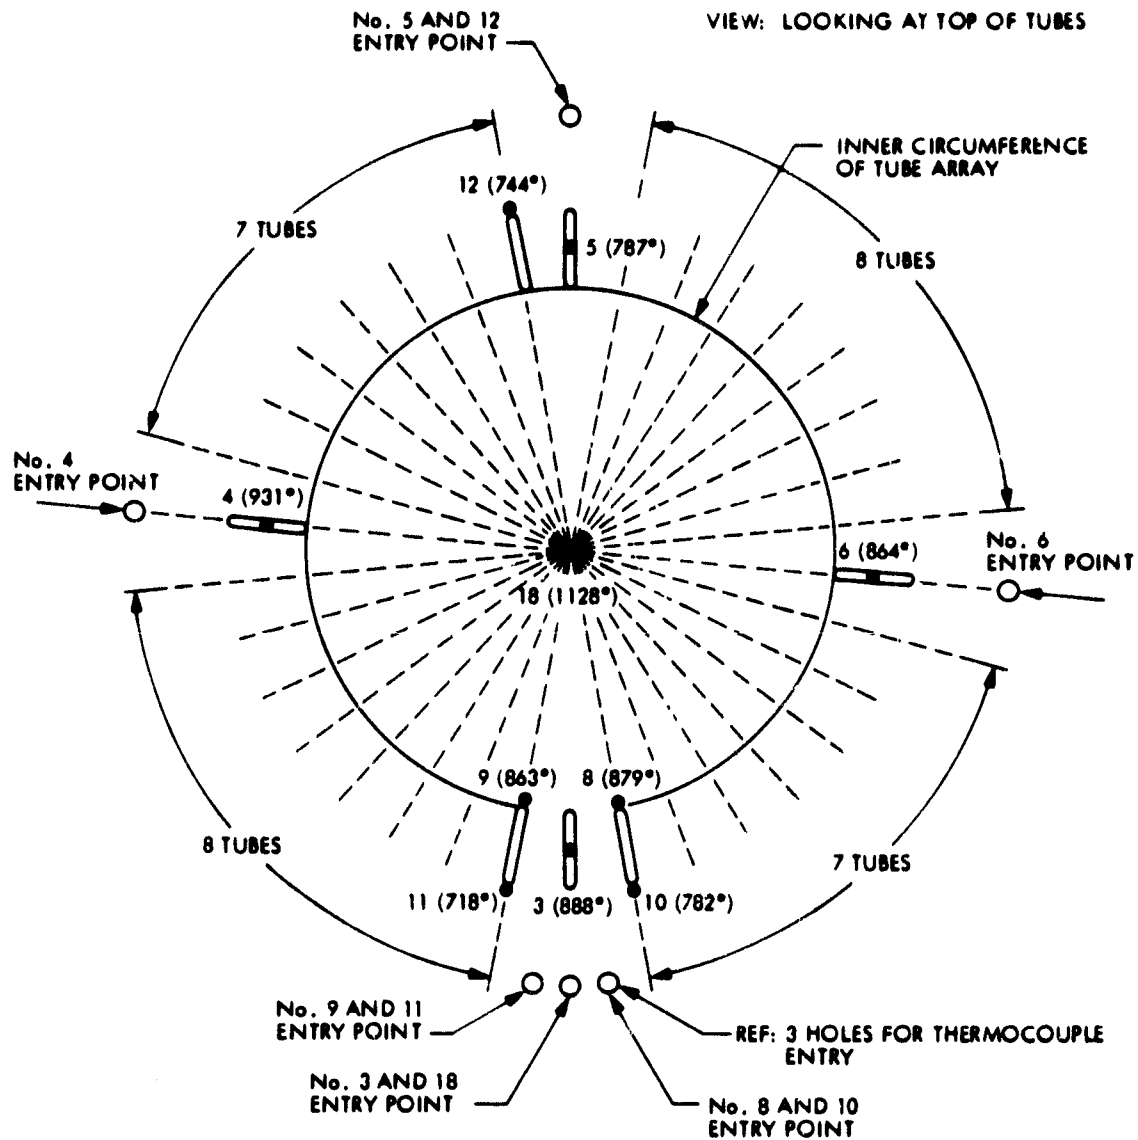 No. 5 AND 12
ENTRY POINT
VIEW: LOOKING AT TOP OF TUBES
INNER CIRCUMFERENCE
OF TUBE ARRAY
12 (744°)
7 TUBES
5 (787°)
8 TUBES
No. 4
ENTRY POINT
4 (931°)
6 (864°)
No. 6
ENTRY POINT
18 (1128°)
9 (863°)
8 (879°)
8 TUBES
7 TUBES
11 (718°)
3 (888°)
10 (782°)
No. 9 AND 11
ENTRY POINT
REF: 3 HOLES FOR THERMOCOUPLE
ENTRY
No. 3 AND 18
ENTRY POINT
No. 8 AND 10
ENTRY POINT